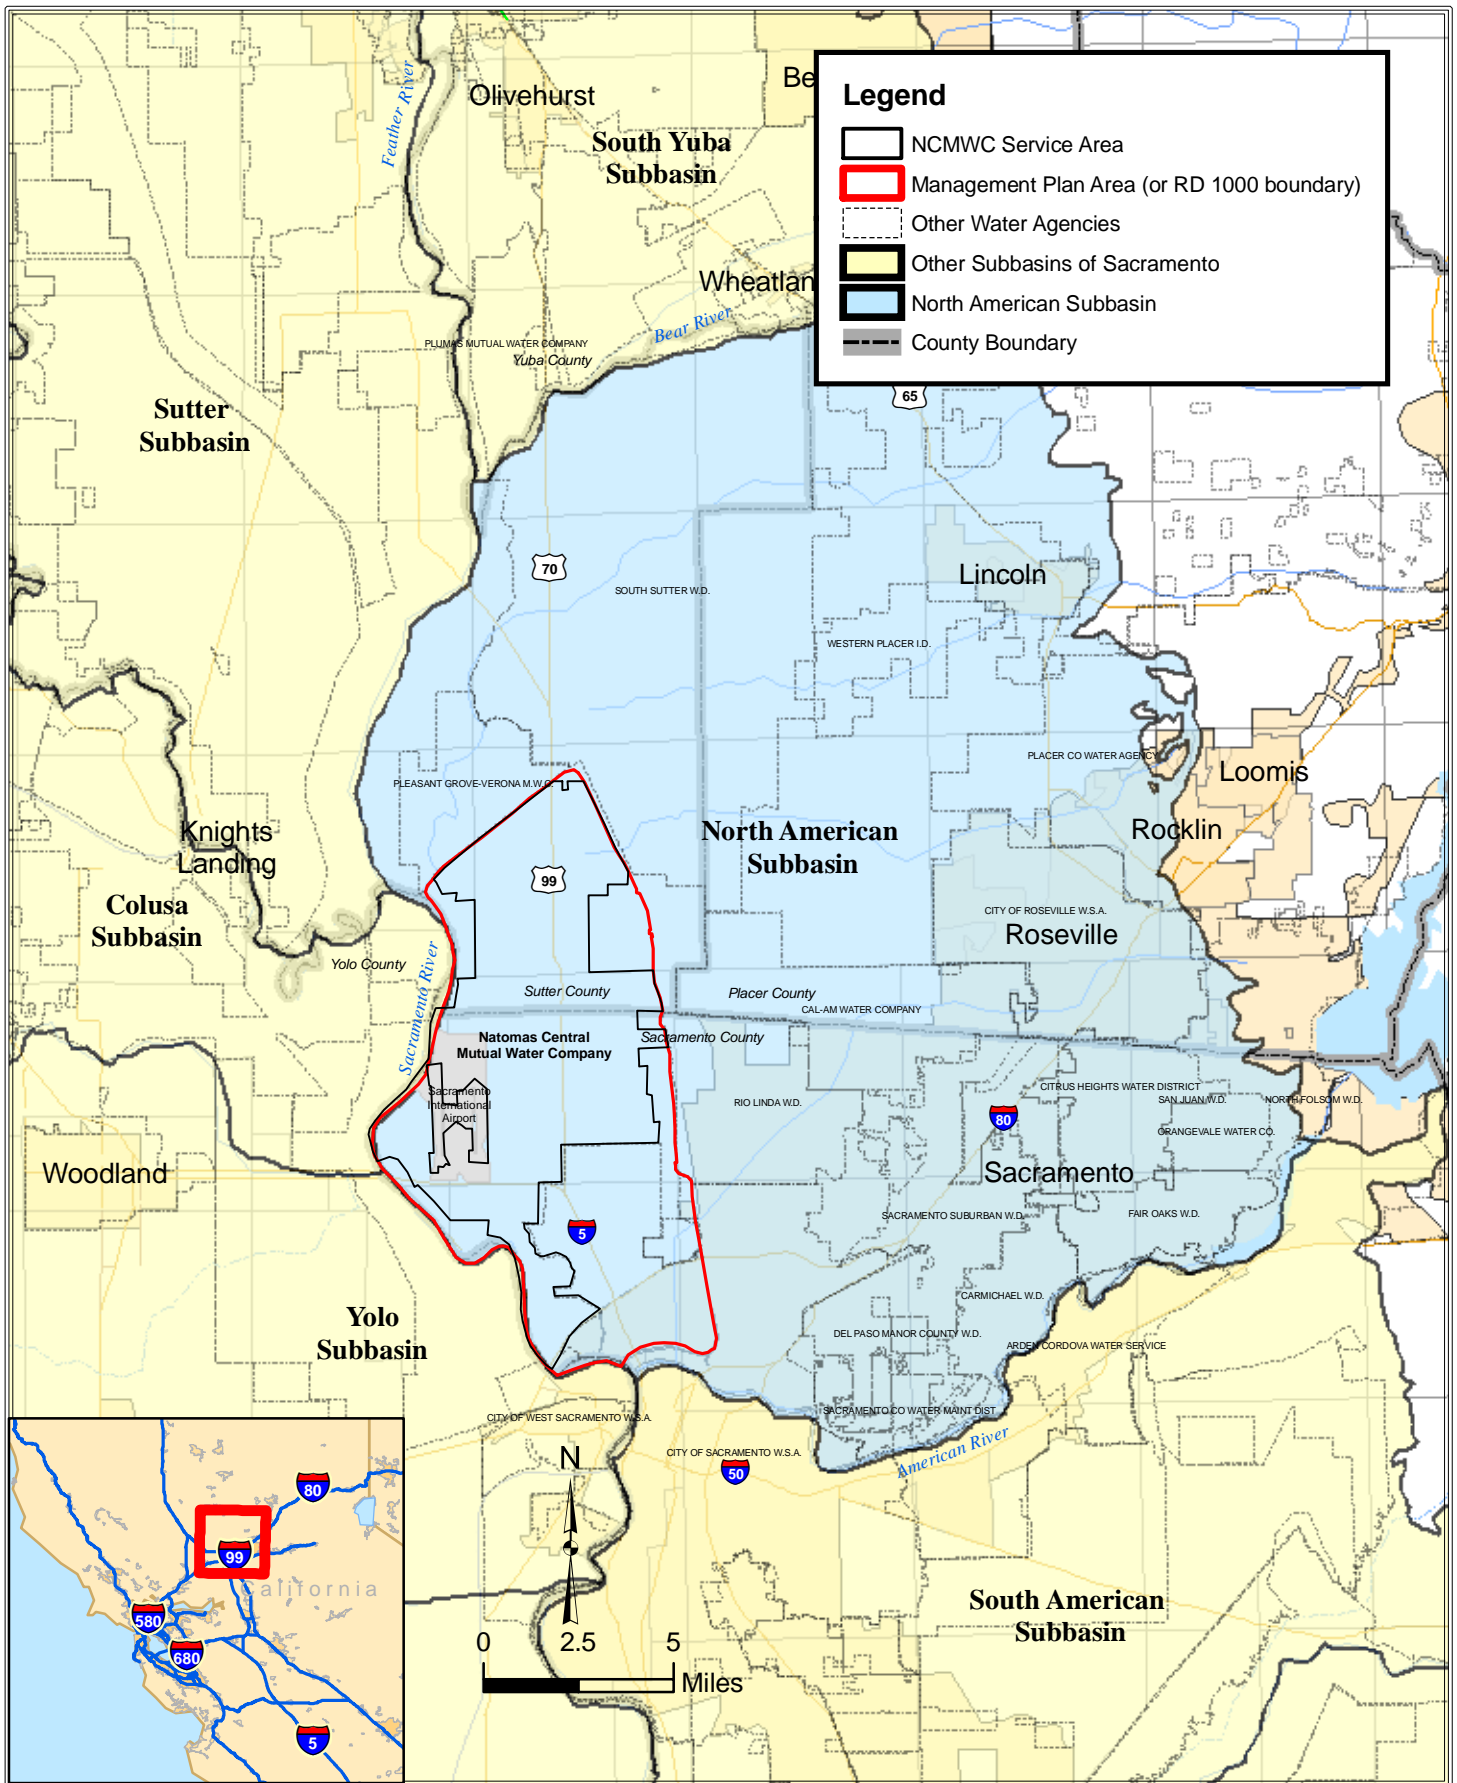 Olivehurst
Be
Feather River
South Yuba
Subbasin
Legend
NCMWC Service Area
Management Plan Area (or RD 1000 boundary)
Other Water Agencies
Other Subbasins of Sacramento
North American Subbasin
County Boundary
Wheatlan
Bear River
PLUMAS MUTUAL WATER COMPANY
Yuba County
65
Sutter
Subbasin
70
Lincoln
SOUTH SUTTER W.D.
WESTERN PLACER I.D.
PLACER CO WATER AGENCY
Loomis
PLEASANT GROVE-VERONA M.W.C.
Knights
Landing
North American
Subbasin
Rocklin
99
Colusa
Subbasin
CITY OF ROSEVILLE W.S.A.
Roseville
Yolo County
Sacramento River
Sutter County
Placer County
CAL-AM WATER COMPANY
Natomas Central
Mutual Water Company
Sacramento County
Sacramento
International
Airport
RIO LINDA W.D.
CITRUS HEIGHTS WATER DISTRICT
SAN JUAN W.D.
NORTH FOLSOM W.D.
80
ORANGEVALE WATER CO.
Woodland
Sacramento
SACRAMENTO SUBURBAN W.D.
FAIR OAKS W.D.
5
CARMICHAEL W.D.
Yolo
Subbasin
DEL PASO MANOR COUNTY W.D.
ARDEN CORDOVA WATER SERVICE
SACRAMENTO CO WATER MAINT DIST
CITY OF WEST SACRAMENTO W.S.A.
CITY OF SACRAMENTO W.S.A.
American River
50
N
80
99
California
580
680
5
South American
Subbasin
0 2.5 5
Miles